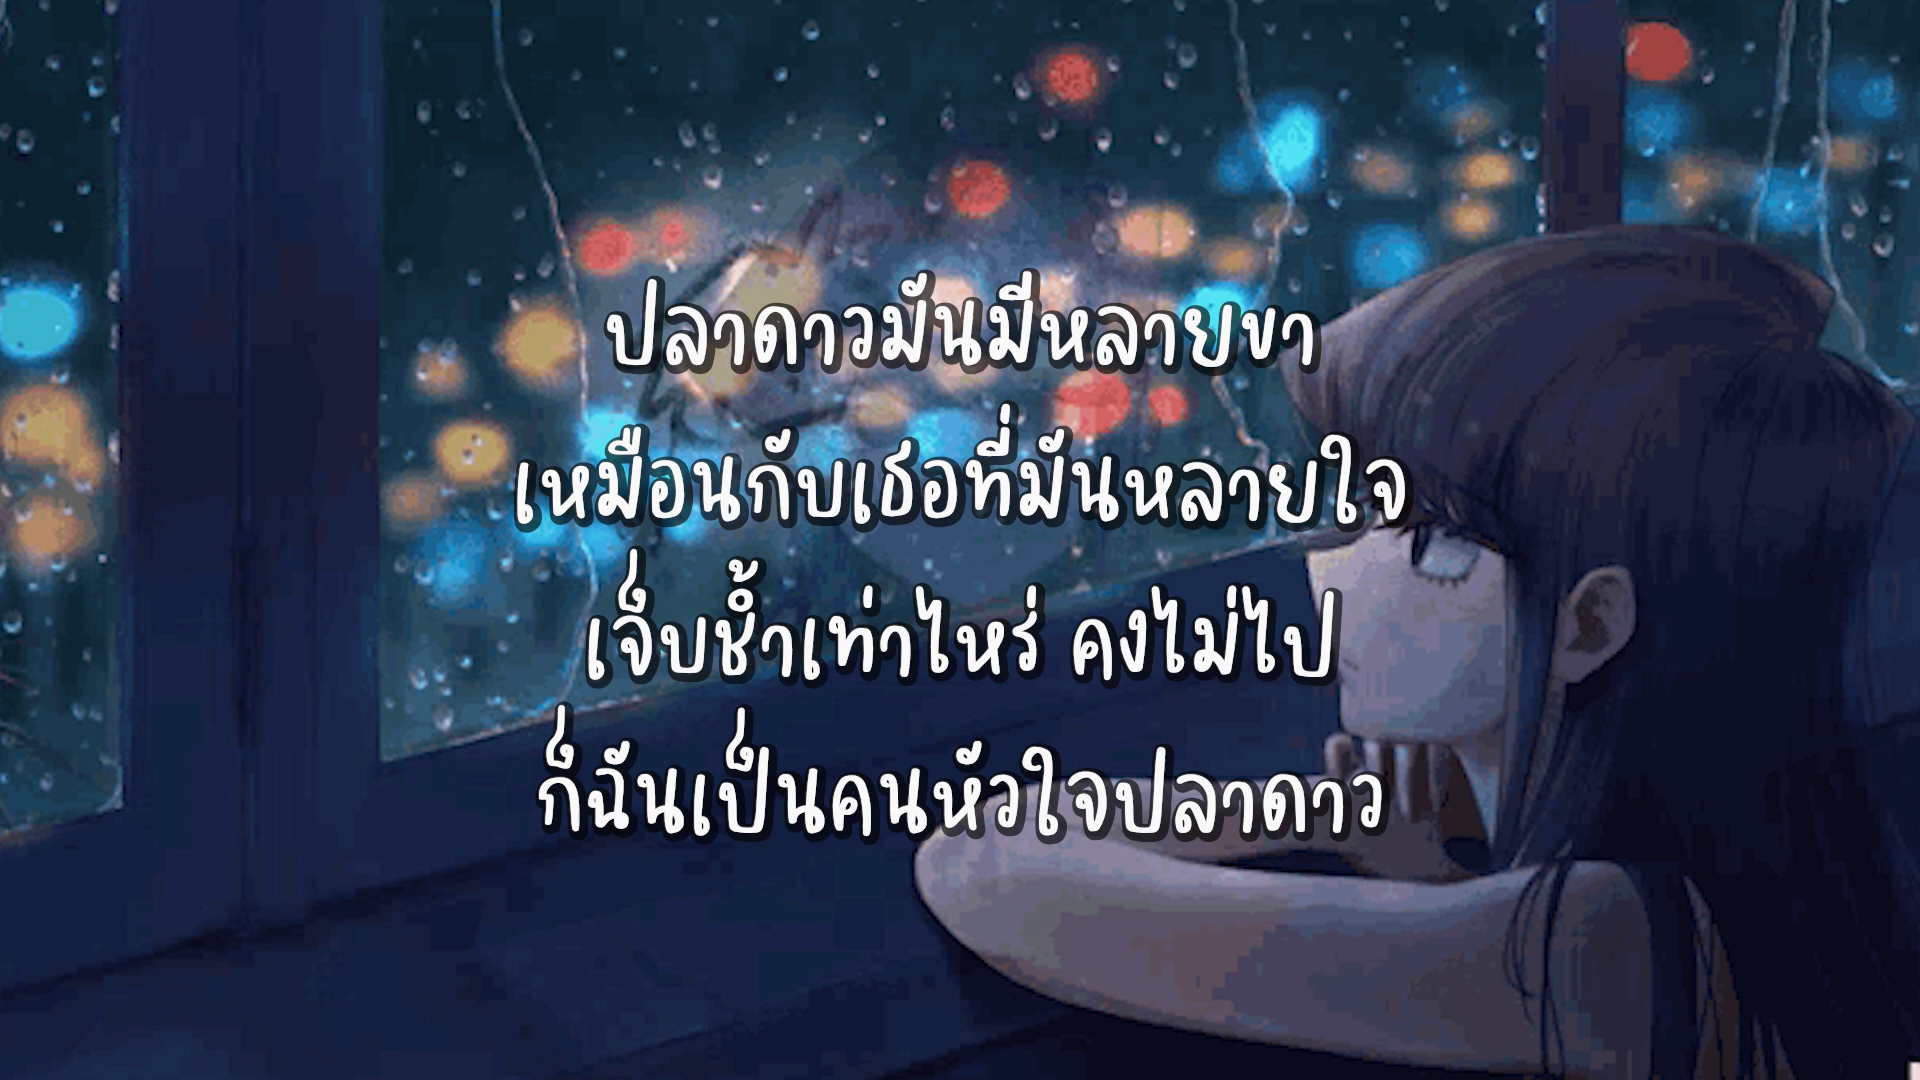 ปลาดาวมันมีหลายขา
เหมือนกับเธอที่มันหลายใจ
เจ็บช้ำเท่าไหร่ คงไม่ไป
ก็ฉันเป็นคนหัวใจปลาดาว